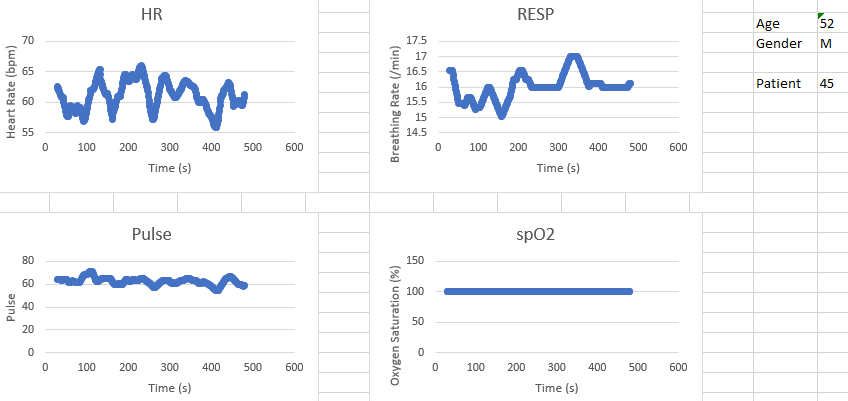 HR
Heart Rate (bpm)
70
65
60
55
0 100 200 300 400 500 600
Time (s)
RESP
Breathing Rate (/min)
17.5
17
16.5
16
15.5
15
14.5
0 100 200 300 400 500 600
Time (s)
Age 52
Gender M
Patient 45
Pulse
Pulse
80
60
40
20
0
0 100 200 300 400 500 600
Time (s)
spO2
Oxygen Saturation (%)
150
100
50
0
0 100 200 300 400 500 600
Time (s)